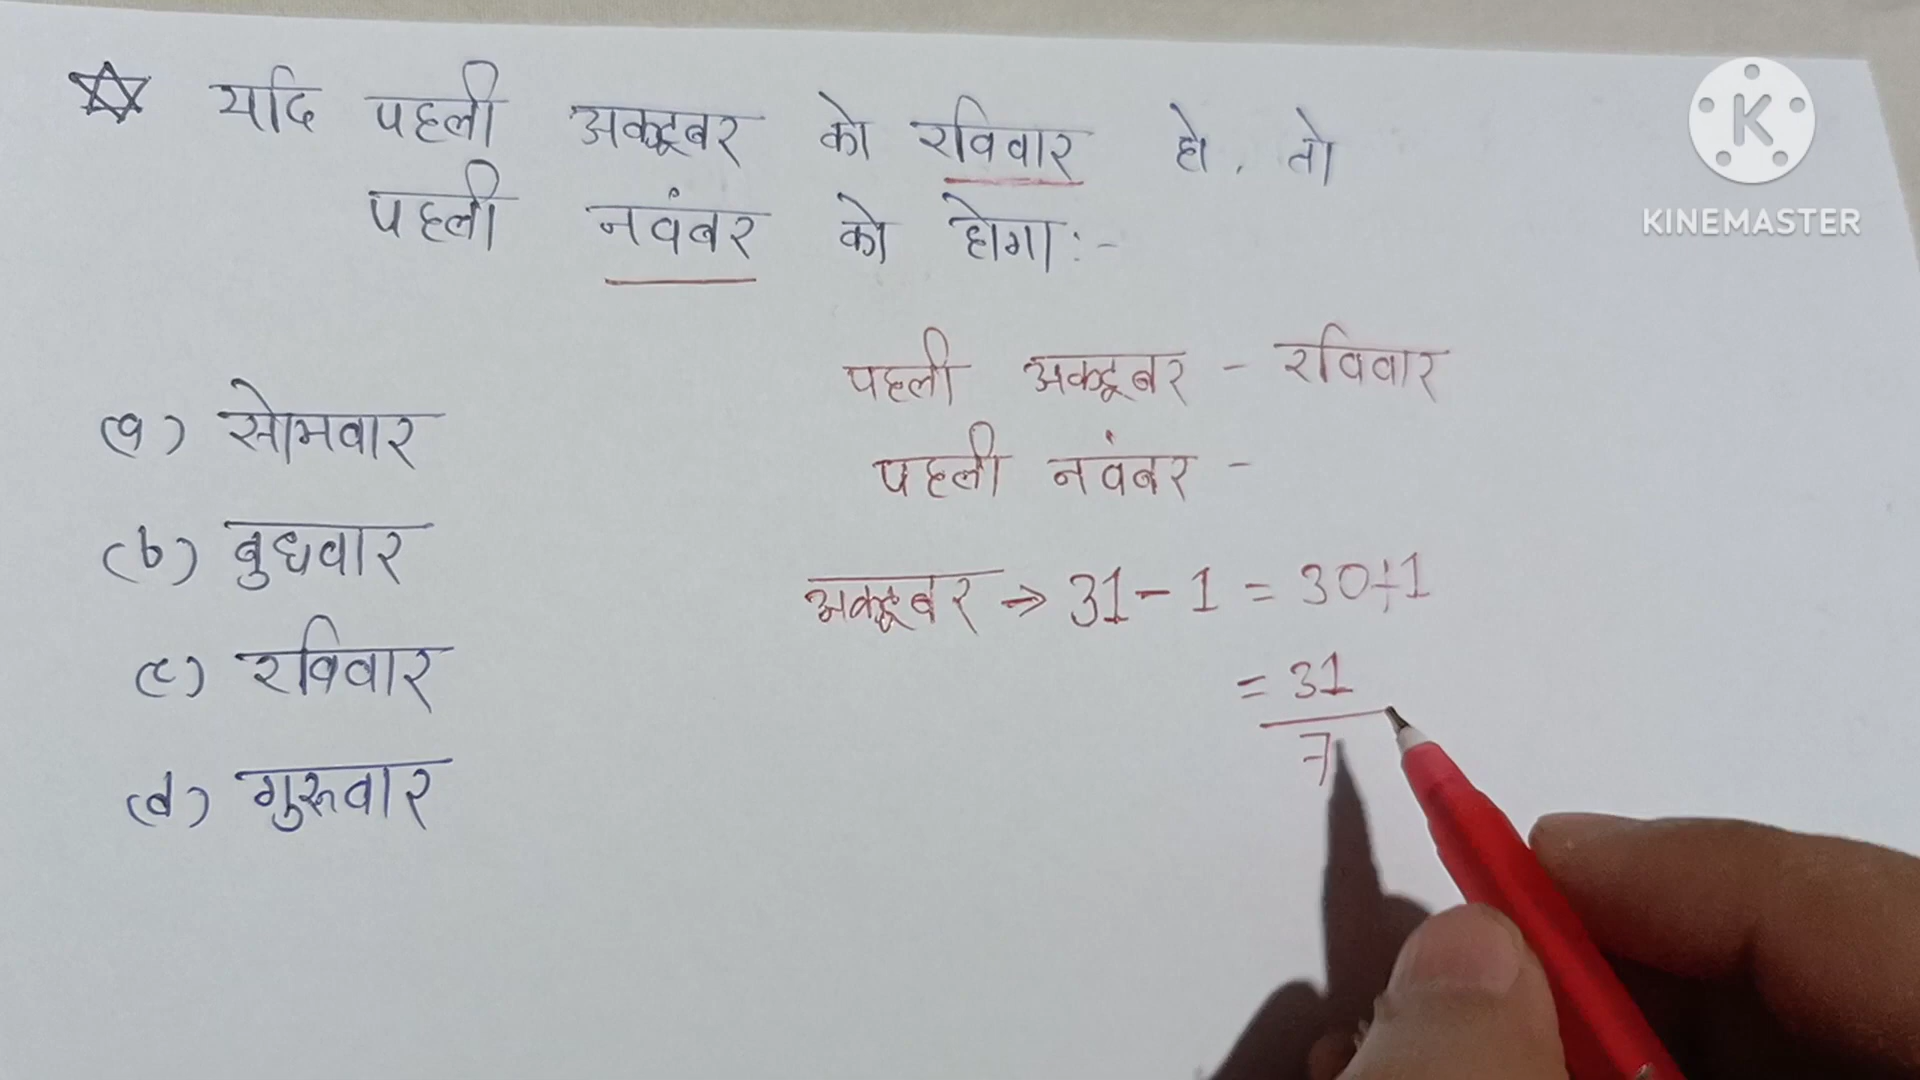 यदि पहली अक्टूबर को रविवार हो, तो
पहली नवंबर को होगा:-
(a) सोमवार
(b) बुधवार
(c) रविवार
(d) गुरुवार
पहली अक्टूबर - रविवार
पहली नवंबर -
अक्टूबर → 31 - 1 = 30+1
= 31
7
K
KINEMASTER